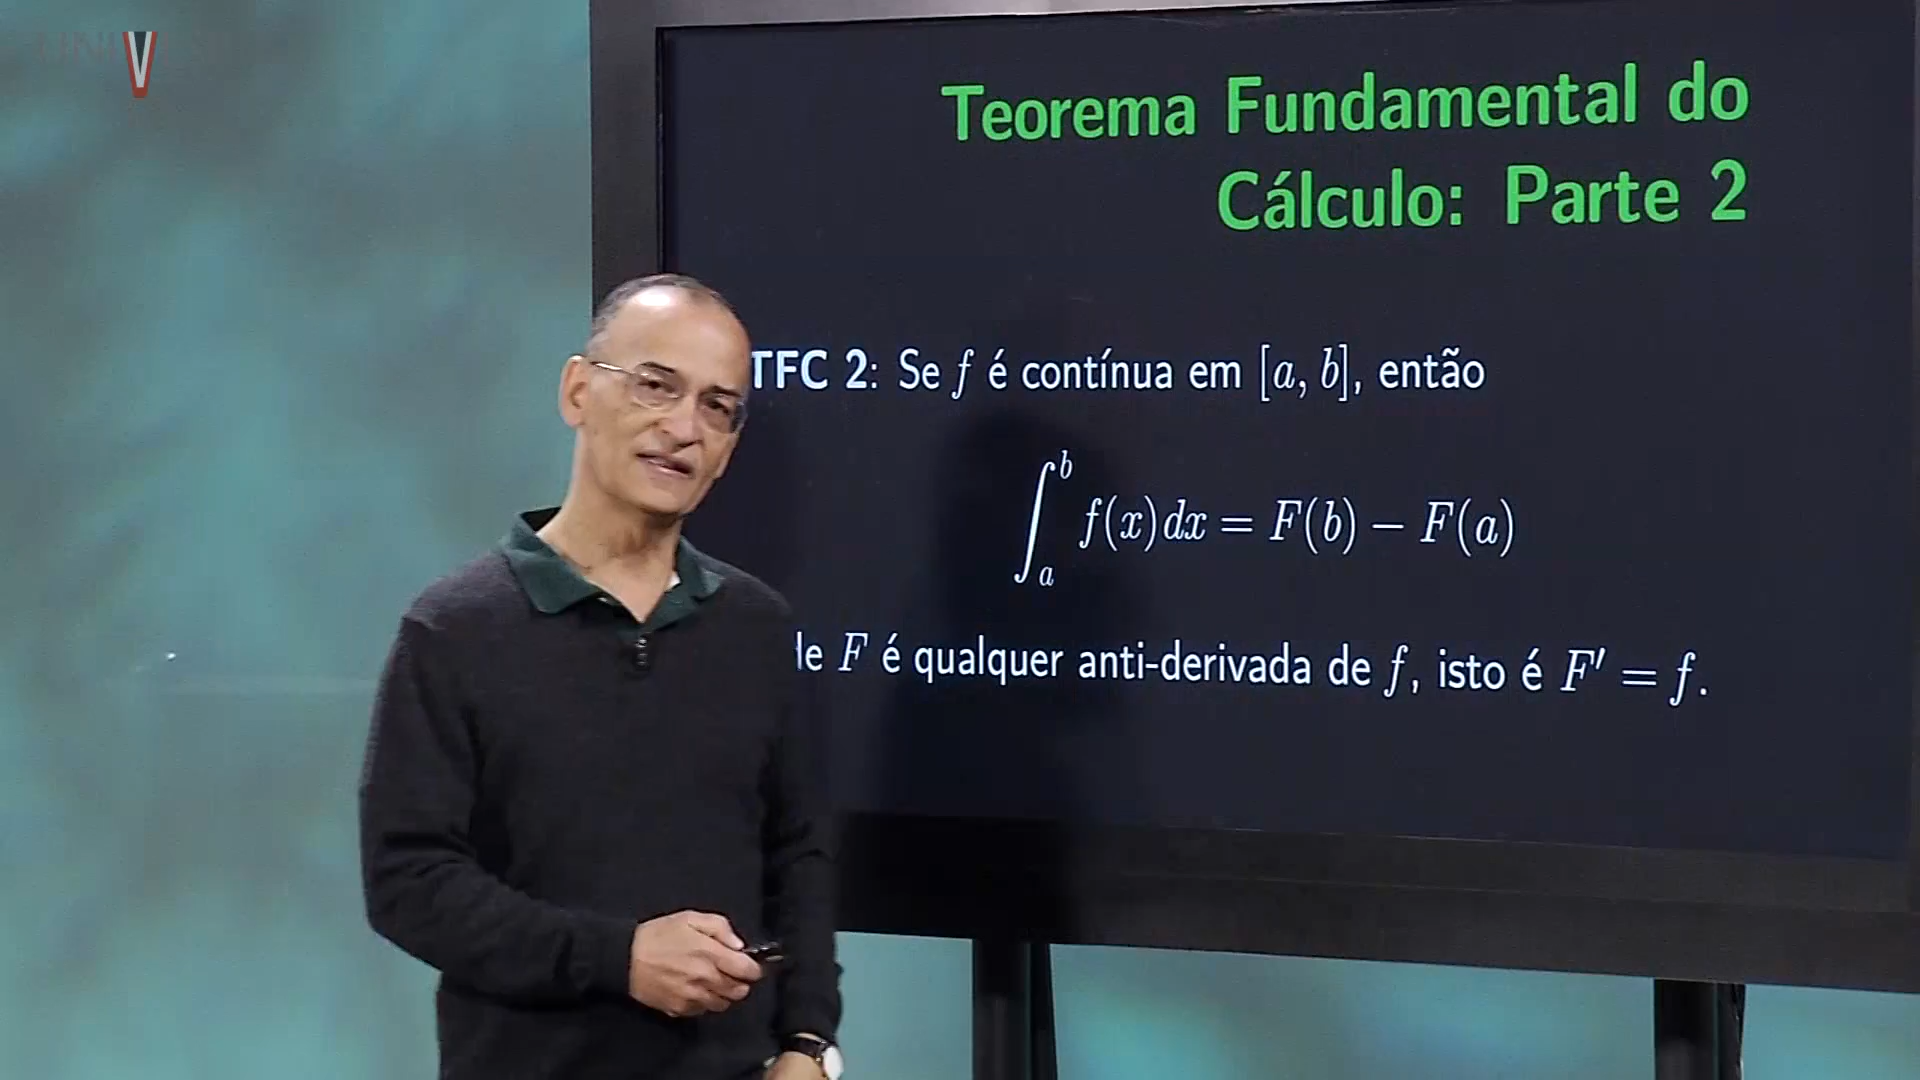 Teorema Fundamental do
Cálculo: Parte 2
TFC 2: Se f é contínua em [a, b], então
∫_a^b f(x)dx = F(b) − F(a)
F é qualquer anti-derivada de f, isto é F′ = f.